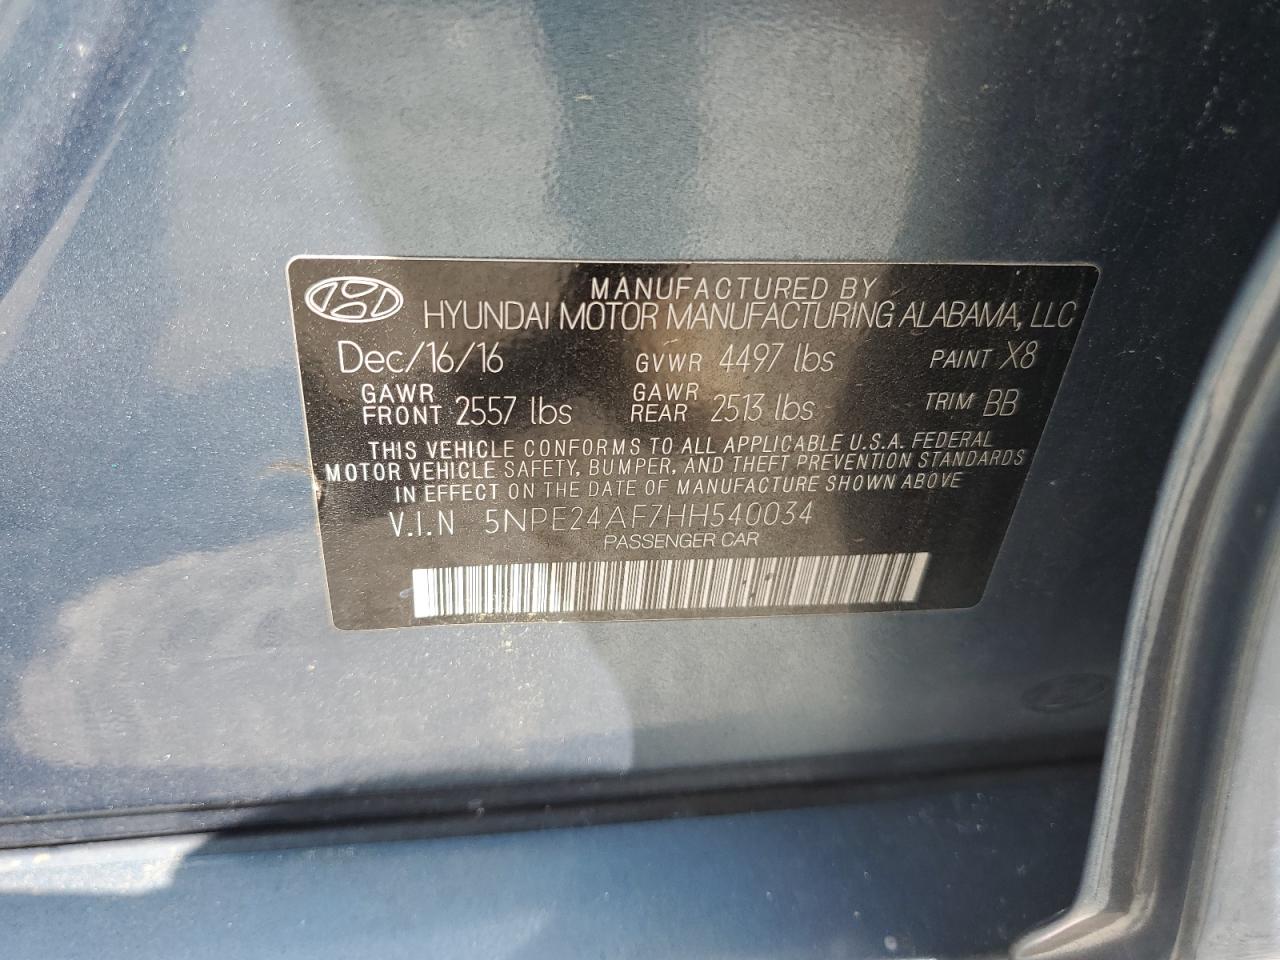 MANUFACTURED BY
HYUNDAI MOTOR MANUFACTURING ALABAMA, LLC
Dec/16/16 GVWR 4497 lbs PAINT X8
GAWR FRONT 2557 lbs GAWR REAR 2513 lbs TRIM BB
THIS VEHICLE CONFORMS TO ALL APPLICABLE U.S.A. FEDERAL
MOTOR VEHICLE SAFETY, BUMPER, AND THEFT PREVENTION STANDARDS
IN EFFECT ON THE DATE OF MANUFACTURE SHOWN ABOVE
V.I.N 5NPE24AF7HH540034
PASSENGER CAR